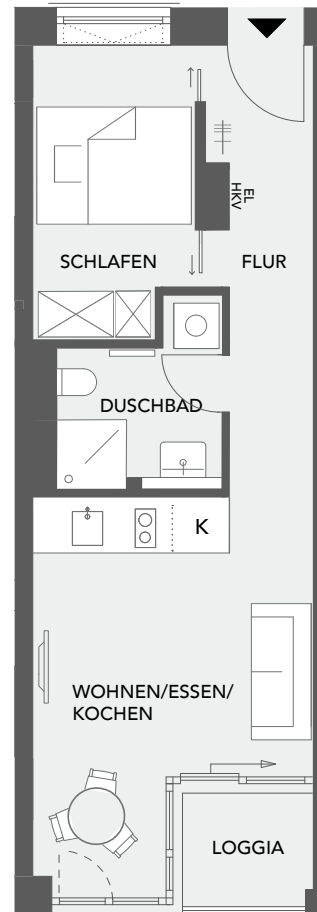 EL
HKV
SCHLAFEN
FLUR
DUSCHBAD
K
WOHNEN/ESSEN/
KOCHEN
LOGGIA